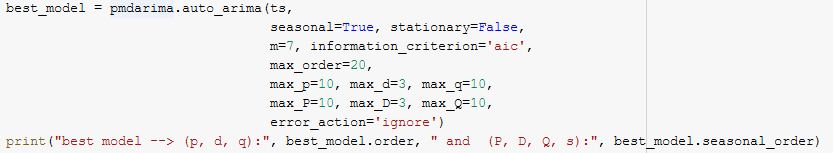 best_model = pmdarima.auto_arima(ts,
seasonal=True, stationary=False,
m=7, information_criterion='aic',
max_order=20,
max_p=10, max_d=3, max_q=10,
max_P=10, max_D=3, max_Q=10,
error_action='ignore')
print("best model --> (p, d, q):", best_model.order, " and  (P, D, Q, s):", best_model.seasonal_order)